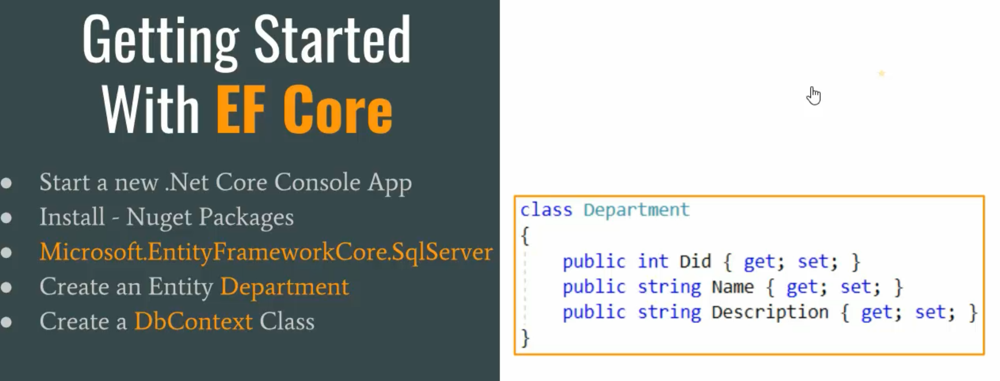 Getting Started
With EF Core
● Start a new .Net Core Console App
● Install - Nuget Packages
● Microsoft.EntityFrameworkCore.SqlServer
● Create an Entity Department
● Create a DbContext Class
class Department
{
    public int Did { get; set; }
    public string Name { get; set; }
    public string Description { get; set; }
}